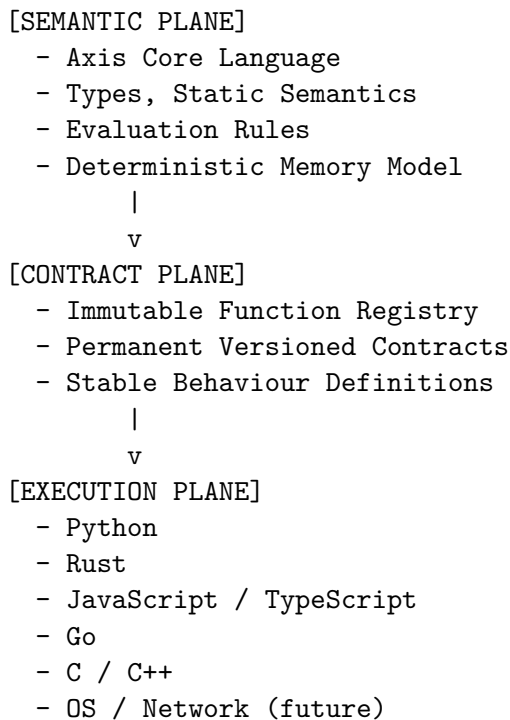 [SEMANTIC PLANE]
  - Axis Core Language
  - Types, Static Semantics
  - Evaluation Rules
  - Deterministic Memory Model
        |
        v
[CONTRACT PLANE]
  - Immutable Function Registry
  - Permanent Versioned Contracts
  - Stable Behaviour Definitions
        |
        v
[EXECUTION PLANE]
  - Python
  - Rust
  - JavaScript / TypeScript
  - Go
  - C / C++
  - OS / Network (future)